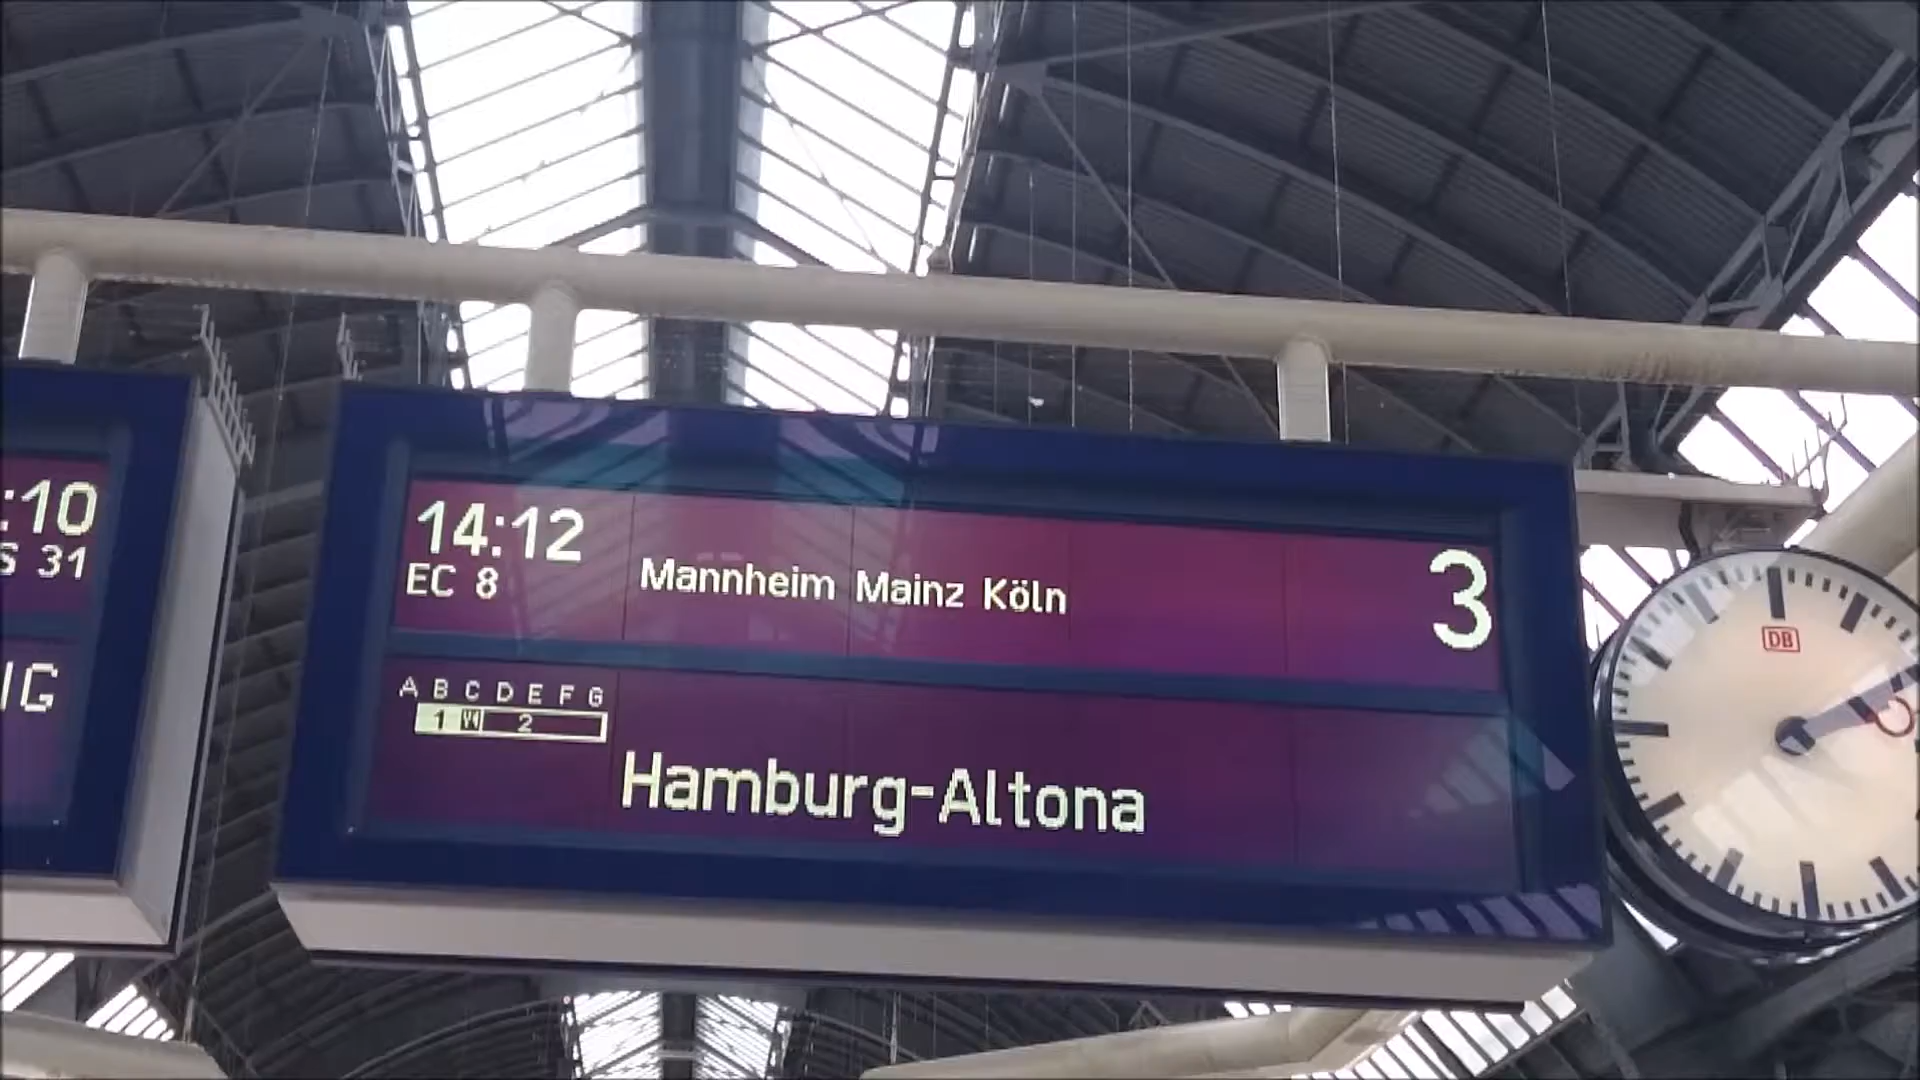 :10
S 31
IG
14:12
EC 8
Mannheim Mainz Köln
3
A B C D E F G
1 2
Hamburg-Altona
DB